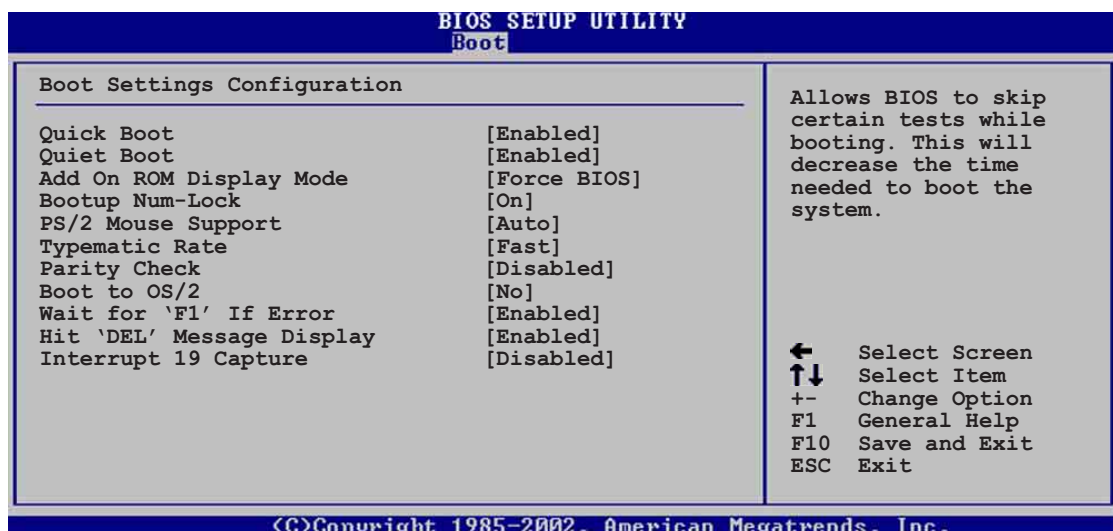 BIOS SETUP UTILITY
Boot
Boot Settings Configuration
Quick Boot [Enabled]
Quiet Boot [Enabled]
Add On ROM Display Mode [Force BIOS]
Bootup Num-Lock [On]
PS/2 Mouse Support [Auto]
Typematic Rate [Fast]
Parity Check [Disabled]
Boot to OS/2 [No]
Wait for ‘F1’ If Error [Enabled]
Hit ‘DEL’ Message Display [Enabled]
Interrupt 19 Capture [Disabled]
Allows BIOS to skip
certain tests while
booting. This will
decrease the time
needed to boot the
system.
← Select Screen
↑↓ Select Item
+- Change Option
F1 General Help
F10 Save and Exit
ESC Exit
(C)Copyright 1985-2002, American Megatrends, Inc.